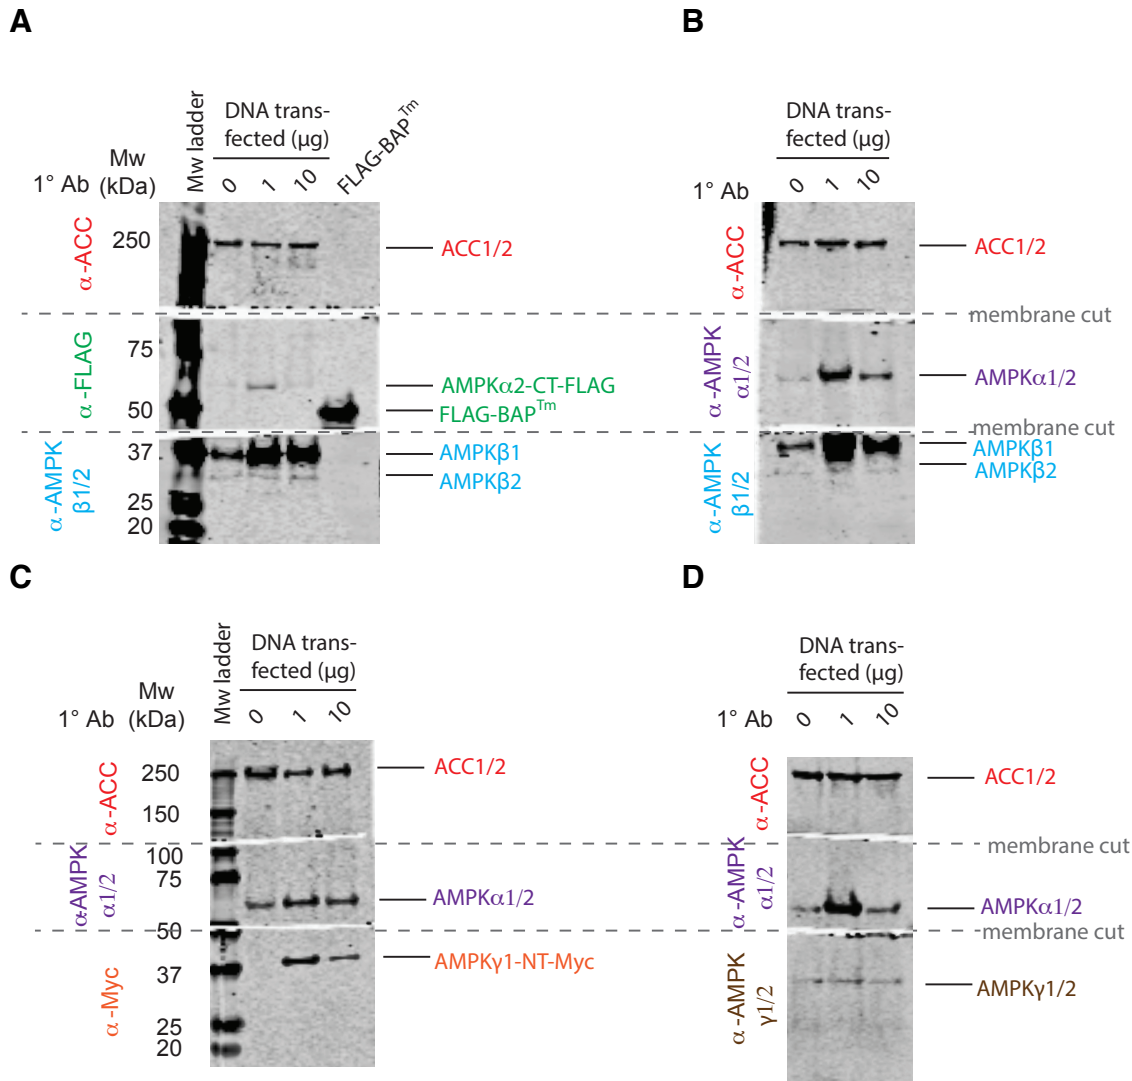 A
Mw ladder
DNA trans-
fected (µg)
FLAG-BAP™
Mw
(kDa)
1° Ab
0
1
10
α-ACC
250
ACC1/2
α-FLAG
75
50
AMPKα2-CT-FLAG
FLAG-BAP™
α-AMPK
β1/2
37
25
20
AMPKβ1
AMPKβ2
B
DNA trans-
fected (µg)
1° Ab
0
1
10
α-ACC
ACC1/2
membrane cut
α-AMPK
α1/2
AMPKα1/2
membrane cut
α-AMPK
β1/2
AMPKβ1
AMPKβ2
C
Mw ladder
DNA trans-
fected (µg)
Mw
(kDa)
1° Ab
0
1
10
α-ACC
250
150
ACC1/2
α-AMPK
α1/2
100
75
50
AMPKα1/2
α-Myc
37
25
20
AMPKγ1-NT-Myc
D
DNA trans-
fected (µg)
1° Ab
0
1
10
α-ACC
ACC1/2
membrane cut
α-AMPK
α1/2
AMPKα1/2
membrane cut
α-AMPK
γ1/2
AMPKγ1/2